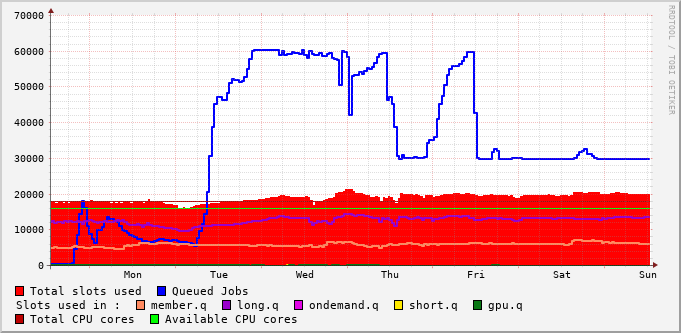 RRDTOOL / TOBI OETIKER
70000
60000
50000
40000
30000
20000
10000
0
Mon Tue Wed Thu Fri Sat Sun
Total slots used Queued Jobs
Slots used in : member.q long.q ondemand.q short.q gpu.q
Total CPU cores Available CPU cores